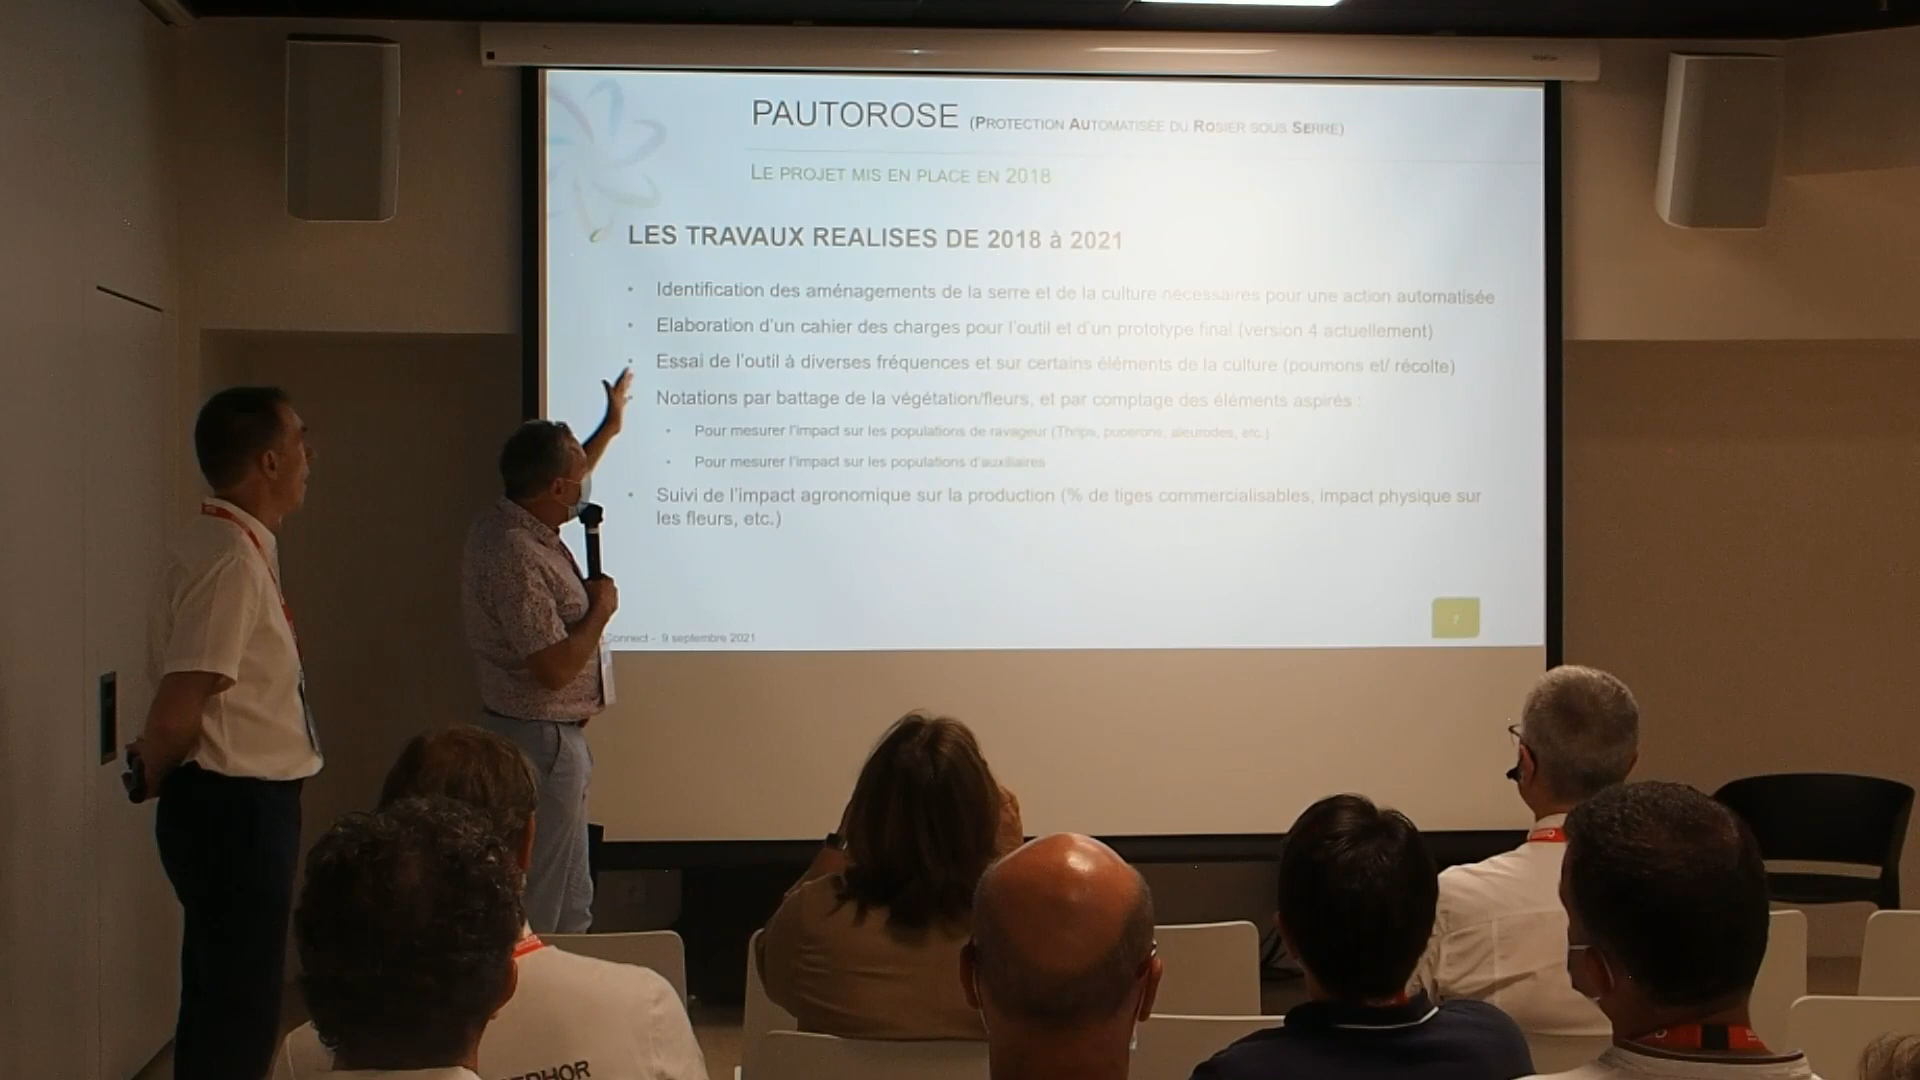 PAUTOROSE (PROTECTION AUTOMATISÉE DU ROSIER SOUS SERRE)
LE PROJET MIS EN PLACE EN 2018
LES TRAVAUX REALISES DE 2018 à 2021
• Identification des aménagements de la serre et de la culture nécessaires pour une action automatisée
• Elaboration d'un cahier des charges pour l'outil et d'un prototype final (version 4 actuellement)
• Essai de l'outil à diverses fréquences et sur certains éléments de la culture (poumons et/ récolte)
• Notations par battage de la végétation/fleurs, et par comptage des éléments aspirés :
• Pour mesurer l'impact sur les populations de ravageur (Thrips, pucerons, aleurodes, etc.)
• Pour mesurer l'impact sur les populations d'auxiliaires
• Suivi de l'impact agronomique sur la production (% de tiges commercialisables, impact physique sur
les fleurs, etc.)
Connect - 9 septembre 2021
7